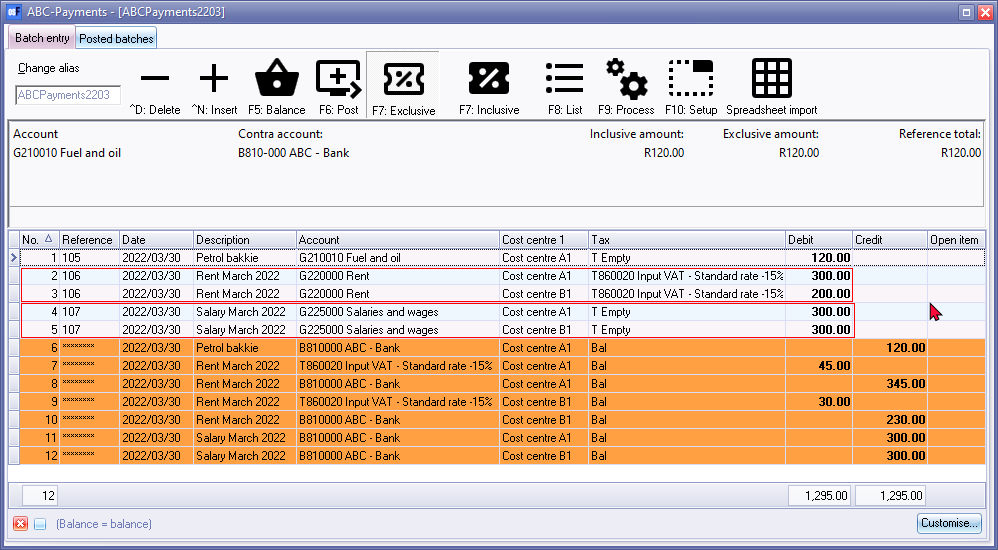 ABC-Payments - [ABCPayments2203]
Batch entry Posted batches
Change alias
ABCPayments2203
^D: Delete ^N: Insert F5: Balance F6: Post F7: Exclusive F7: Inclusive F8: List F9: Process F10: Setup Spreadsheet import
Account Contra account: Inclusive amount: Exclusive amount: Reference total:
G210010 Fuel and oil B810-000 ABC - Bank R120.00 R120.00 R120.00
No. Reference Date Description Account Cost centre 1 Tax Debit Credit Open item
1 105 2022/03/30 Petrol bakkie G210010 Fuel and oil Cost centre A1 T Empty 120.00
2 106 2022/03/30 Rent March 2022 G220000 Rent Cost centre A1 T860020 Input VAT - Standard rate -15% 300.00
3 106 2022/03/30 Rent March 2022 G220000 Rent Cost centre B1 T860020 Input VAT - Standard rate -15% 200.00
4 107 2022/03/30 Salary March 2022 G225000 Salaries and wages Cost centre A1 T Empty 300.00
5 107 2022/03/30 Salary March 2022 G225000 Salaries and wages Cost centre B1 T Empty 300.00
6 ******** 2022/03/30 Petrol bakkie B810000 ABC - Bank Cost centre A1 Bal 120.00
7 ******** 2022/03/30 Rent March 2022 T860020 Input VAT - Standard rate -15% Cost centre A1 Bal 45.00
8 ******** 2022/03/30 Rent March 2022 B810000 ABC - Bank Cost centre A1 Bal 345.00
9 ******** 2022/03/30 Rent March 2022 T860020 Input VAT - Standard rate -15% Cost centre B1 Bal 30.00
10 ******** 2022/03/30 Rent March 2022 B810000 ABC - Bank Cost centre B1 Bal 230.00
11 ******** 2022/03/30 Salary March 2022 B810000 ABC - Bank Cost centre A1 Bal 300.00
12 ******** 2022/03/30 Salary March 2022 B810000 ABC - Bank Cost centre B1 Bal 300.00
12 1,295.00 1,295.00
(Balance = balance) Customise...